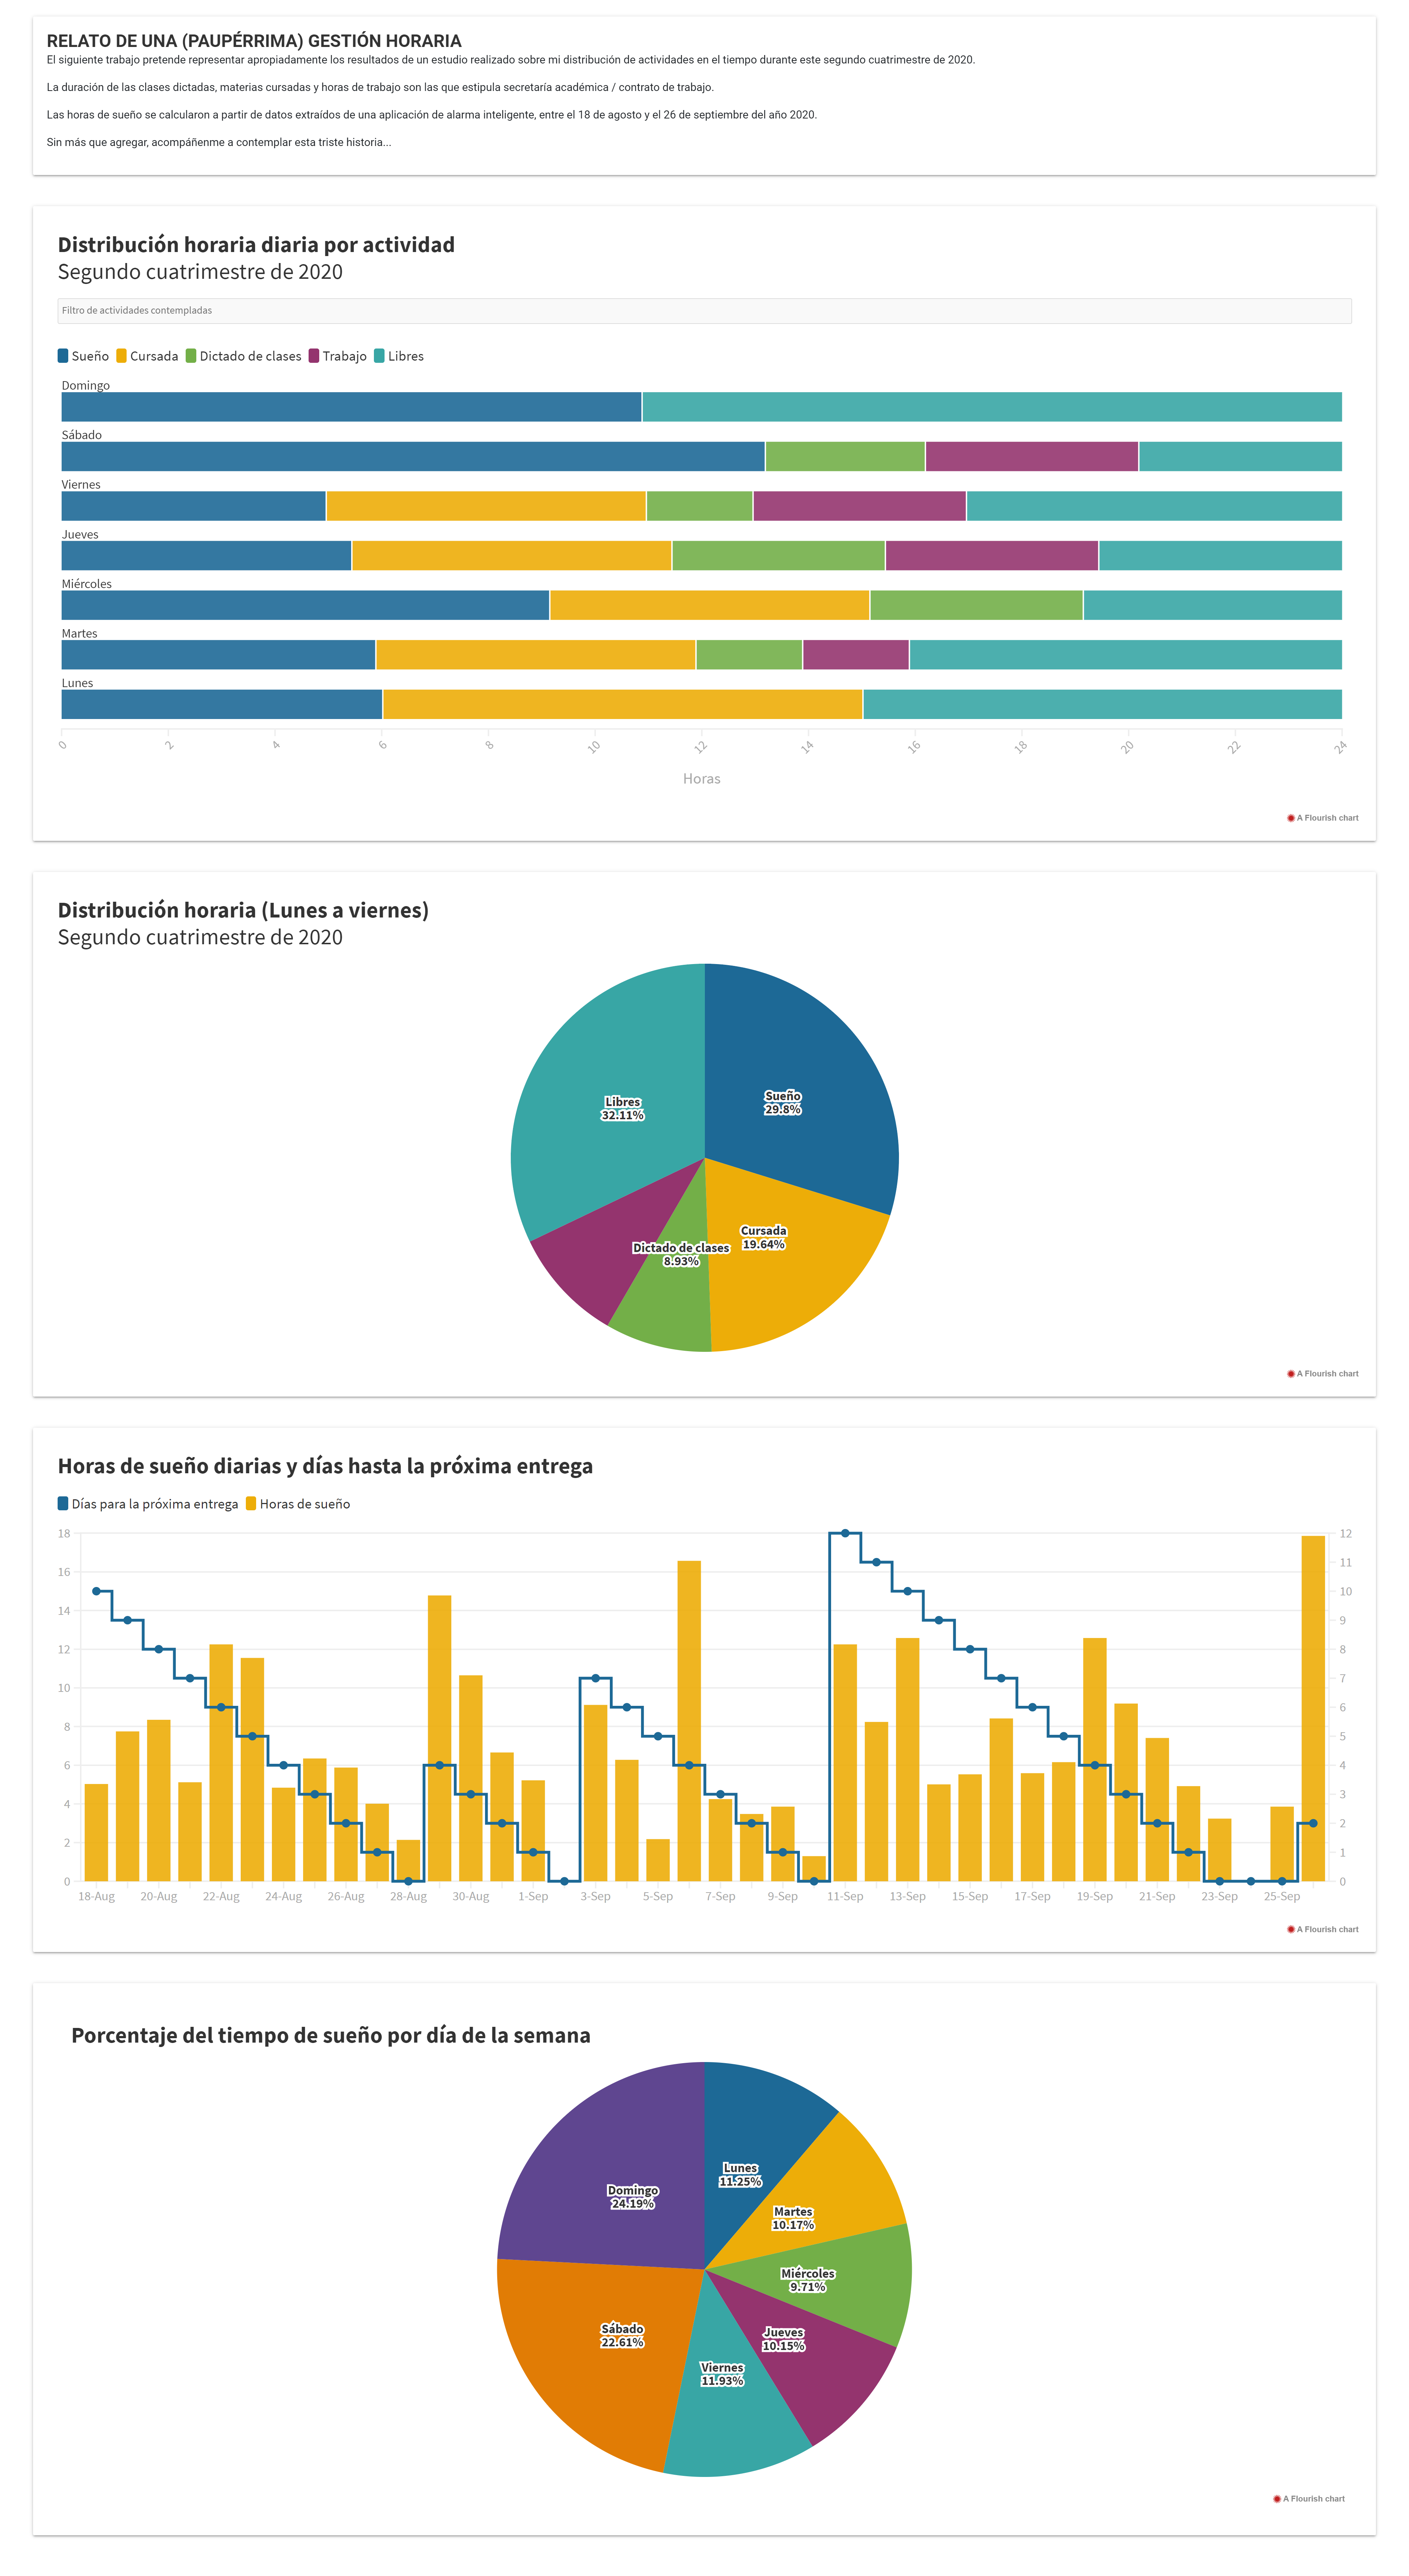 RELATO DE UNA (PAUPÉRRIMA) GESTIÓN HORARIA
El siguiente trabajo pretende representar apropiadamente los resultados de un estudio realizado sobre mi distribución de actividades en el tiempo durante este segundo cuatrimestre de 2020.
La duración de las clases dictadas, materias cursadas y horas de trabajo son las que estipula secretaría académica / contrato de trabajo.
Las horas de sueño se calcularon a partir de datos extraídos de una aplicación de alarma inteligente, entre el 18 de agosto y el 26 de septiembre del año 2020.
Sin más que agregar, acompáñenme a contemplar esta triste historia...
Distribución horaria diaria por actividad
Segundo cuatrimestre de 2020
Filtro de actividades contempladas
Sueño Cursada Dictado de clases Trabajo Libres
Domingo
Sábado
Viernes
Jueves
Miércoles
Martes
Lunes
0 2 4 6 8 10 12 14 16 18 20 22 24
Horas
A Flourish chart
Distribución horaria (Lunes a viernes)
Segundo cuatrimestre de 2020
Sueño
29.8%
Libres
32.11%
Cursada
19.64%
Dictado de clases
8.93%
A Flourish chart
Horas de sueño diarias y días hasta la próxima entrega
Días para la próxima entrega Horas de sueño
18 12
16 11
14 10
12 9
10 8
8 7
6 6
4 5
2 4
0 3
2
1
0
18-Aug 20-Aug 22-Aug 24-Aug 26-Aug 28-Aug 30-Aug 1-Sep 3-Sep 5-Sep 7-Sep 9-Sep 11-Sep 13-Sep 15-Sep 17-Sep 19-Sep 21-Sep 23-Sep 25-Sep
A Flourish chart
Porcentaje del tiempo de sueño por día de la semana
Lunes
11.25%
Domingo
24.19%
Martes
10.17%
Miércoles
9.71%
Sábado
22.61%
Jueves
10.15%
Viernes
11.93%
A Flourish chart